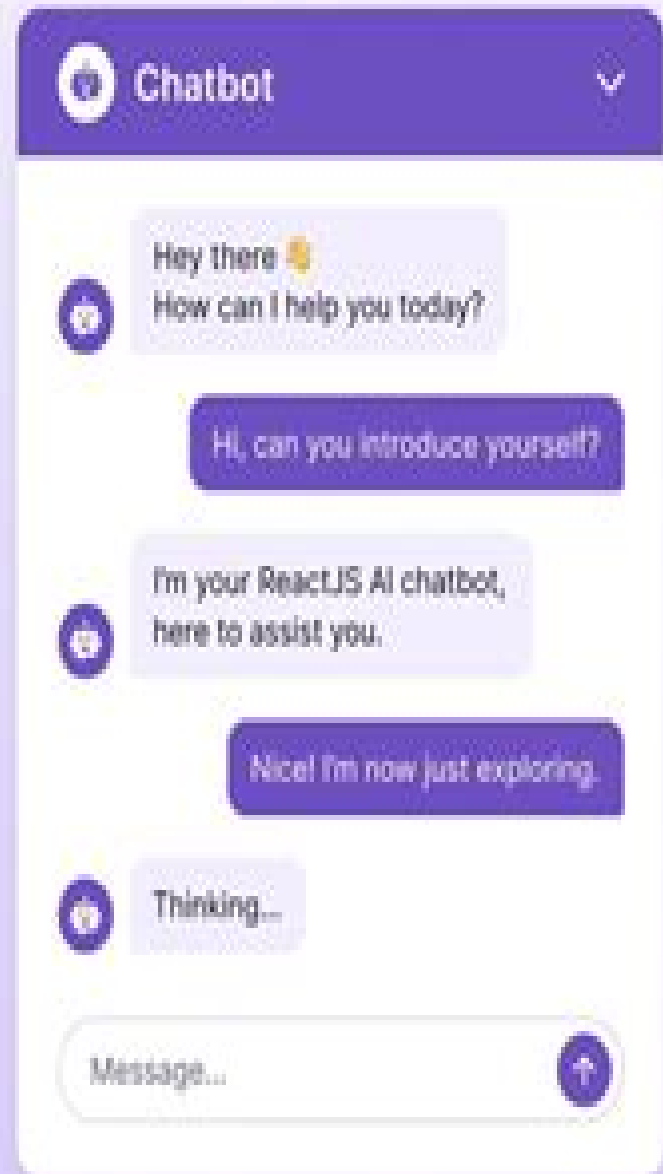 Chatbot
Hey there 👋
How can I help you today?
Hi, can you introduce yourself?
I'm your ReactJS AI chatbot,
here to assist you.
Nice! I'm now just exploring.
Thinking...
Message...